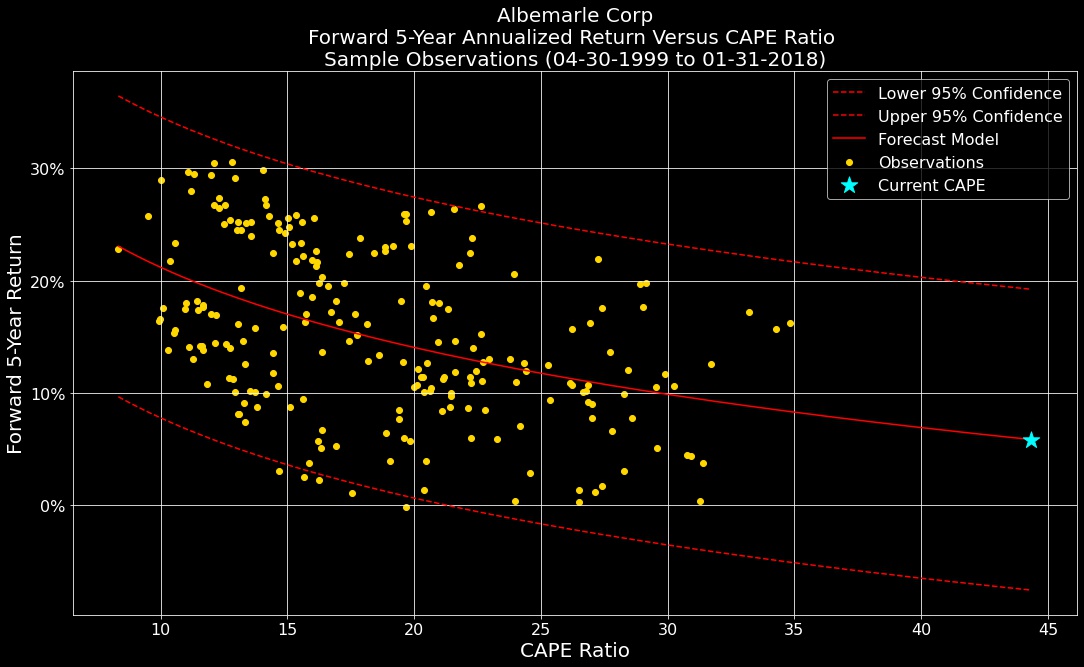 Albemarle Corp
Forward 5-Year Annualized Return Versus CAPE Ratio
Sample Observations (04-30-1999 to 01-31-2018)
Lower 95% Confidence
Upper 95% Confidence
Forecast Model
Observations
Current CAPE
30%
20%
10%
0%
Forward 5-Year Return
10 15 20 25 30 35 40 45
CAPE Ratio